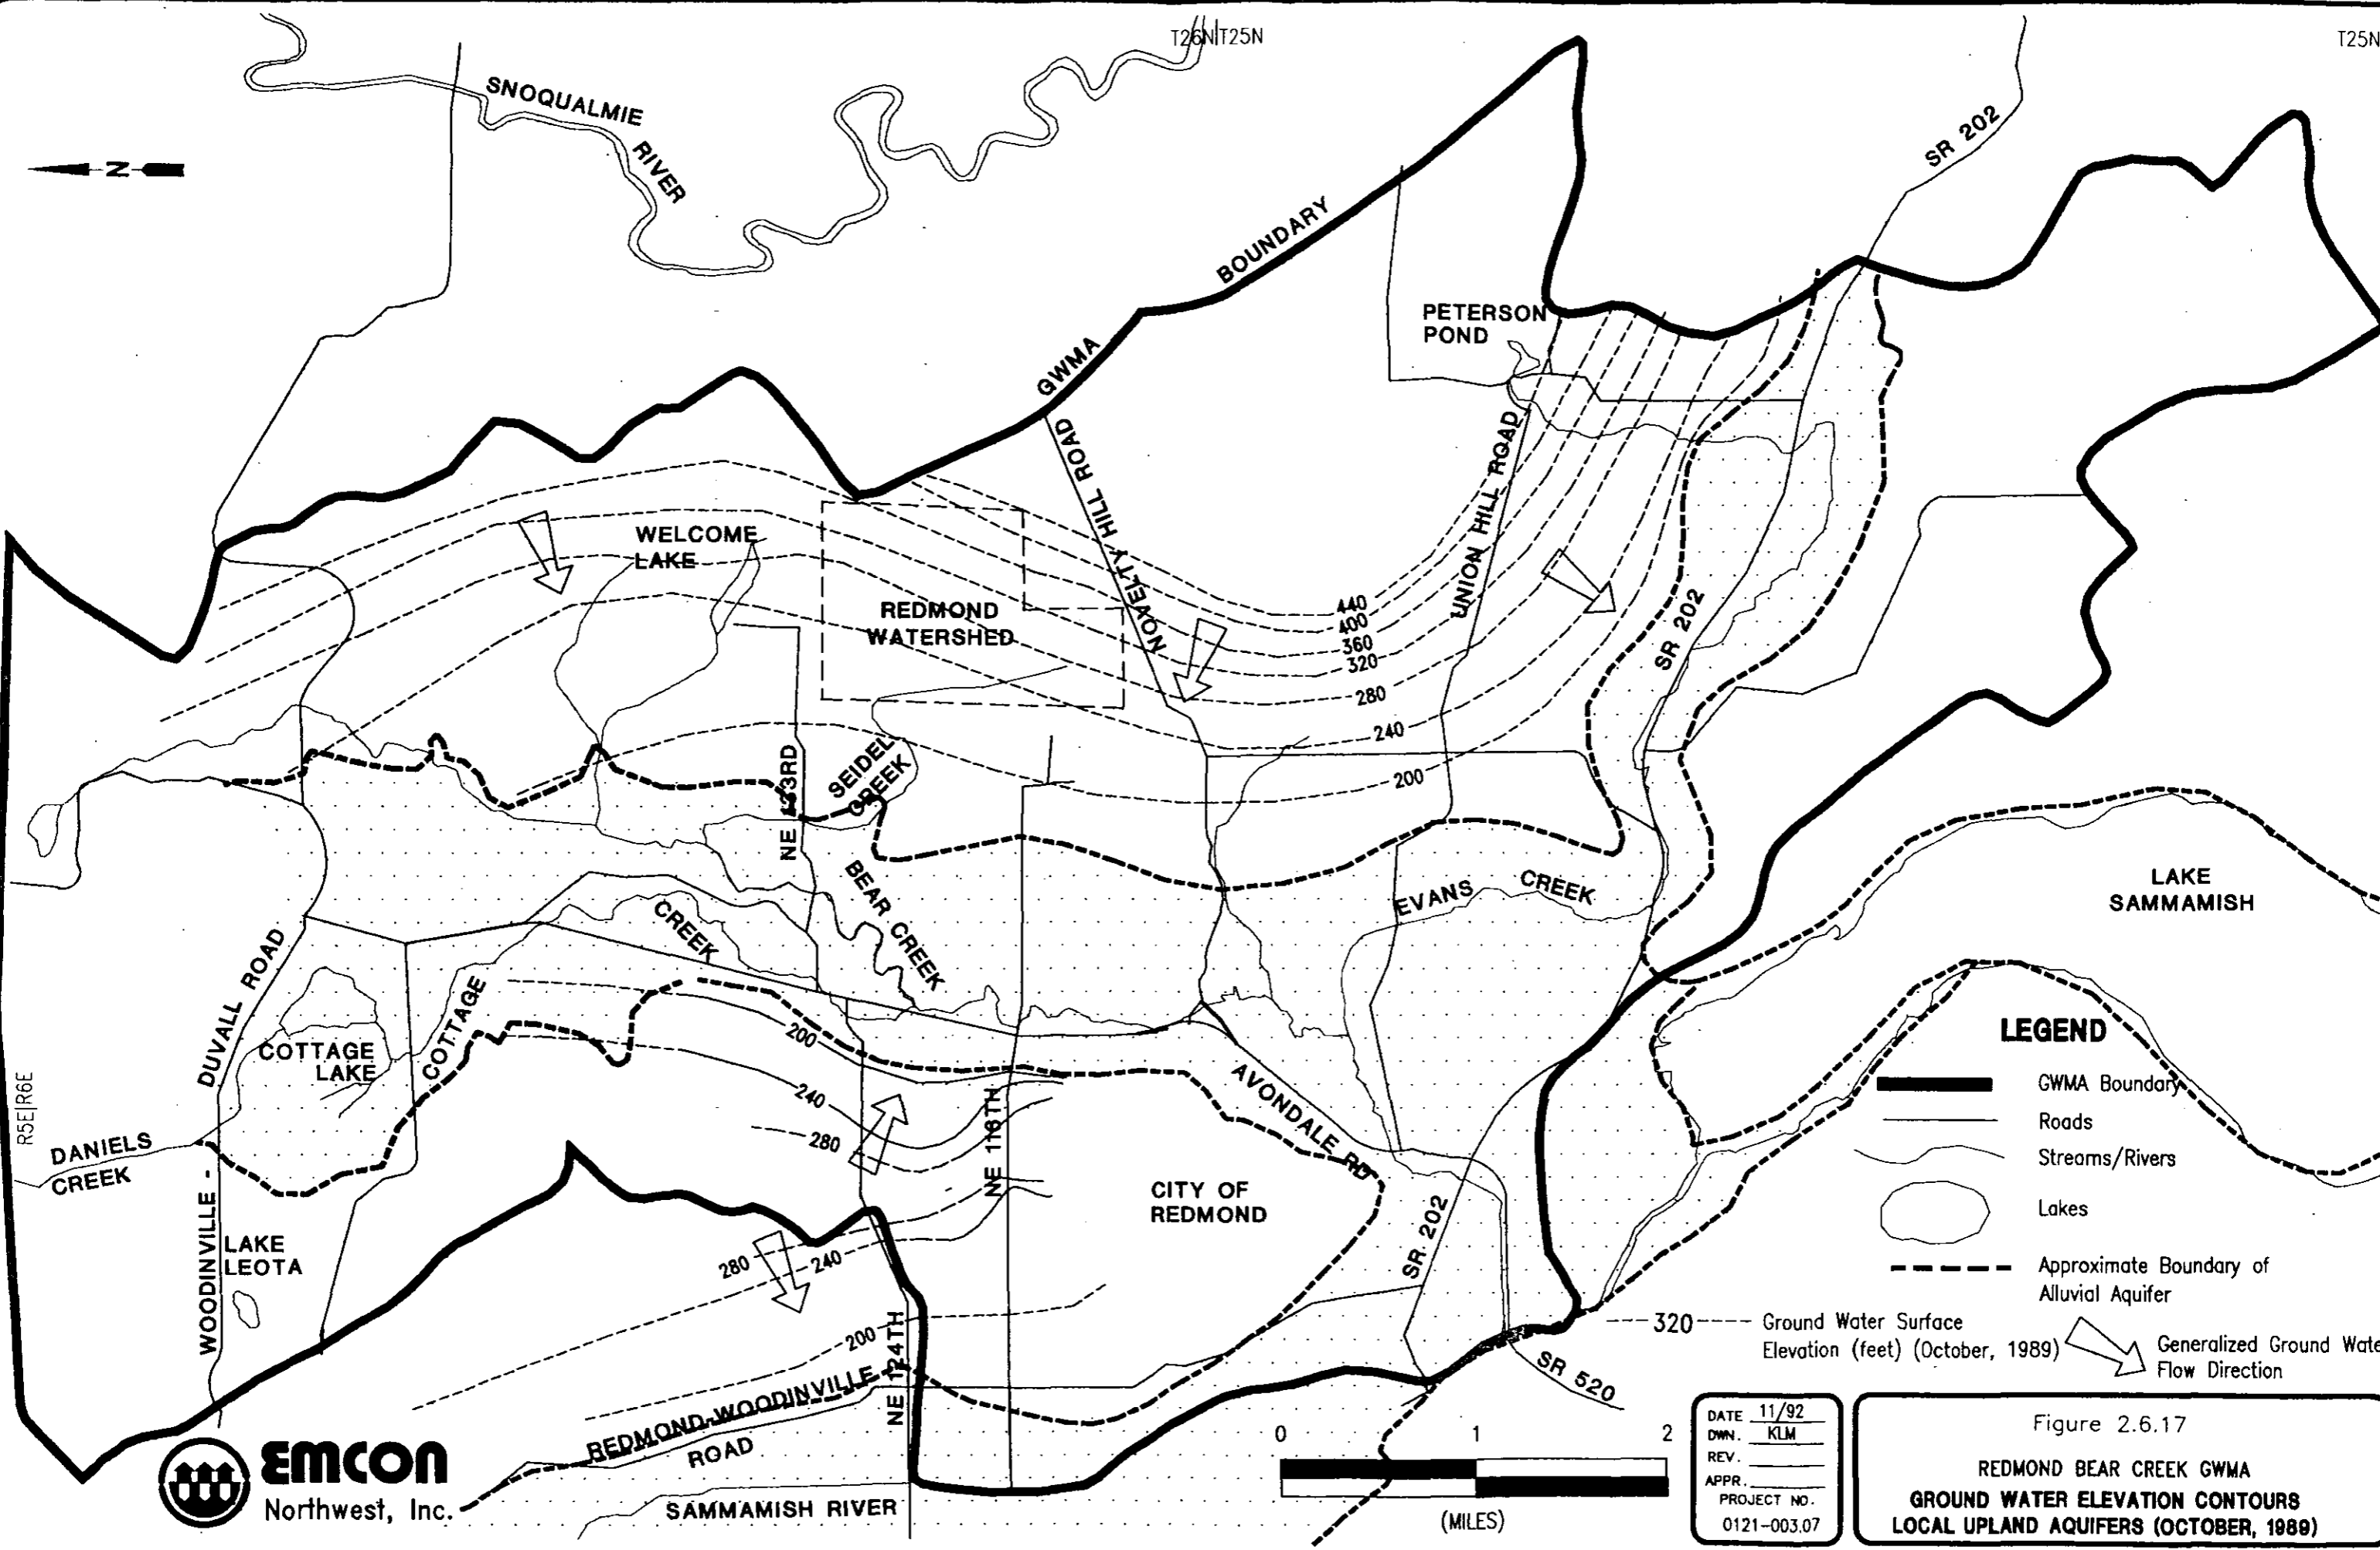 T26N|T25N
T25N
SNOQUALMIE
RIVER
N
SR 202
GWMA
BOUNDARY
PETERSON
POND
NOVELTY HILL ROAD
UNION HILL ROAD
WELCOME
LAKE
REDMOND
WATERSHED
SR 202
440
400
360
320
280
240
200
NE 133RD
SEIDEL
CREEK
BEAR CREEK
EVANS CREEK
LAKE
SAMMAMISH
DUVALL ROAD
COTTAGE
CREEK
COTTAGE
LAKE
R5E|R6E
DANIELS
CREEK
WOODINVILLE -
LAKE
LEOTA
200
240
280
NE 116TH
AVONDALE RD
CITY OF
REDMOND
280
240
200
NE 124TH
SR 202
SR 520
REDMOND-WOODINVILLE
ROAD
SAMMAMISH RIVER
LEGEND
GWMA Boundary
Roads
Streams/Rivers
Lakes
Approximate Boundary of
Alluvial Aquifer
320 Ground Water Surface
Elevation (feet) (October, 1989)
Generalized Ground Wate
Flow Direction
0 1 2
(MILES)
EMCON
Northwest, Inc.
DATE 11/92
DWN. KLM
REV.
APPR.
PROJECT NO.
0121-003.07
Figure 2.6.17
REDMOND BEAR CREEK GWMA
GROUND WATER ELEVATION CONTOURS
LOCAL UPLAND AQUIFERS (OCTOBER, 1989)